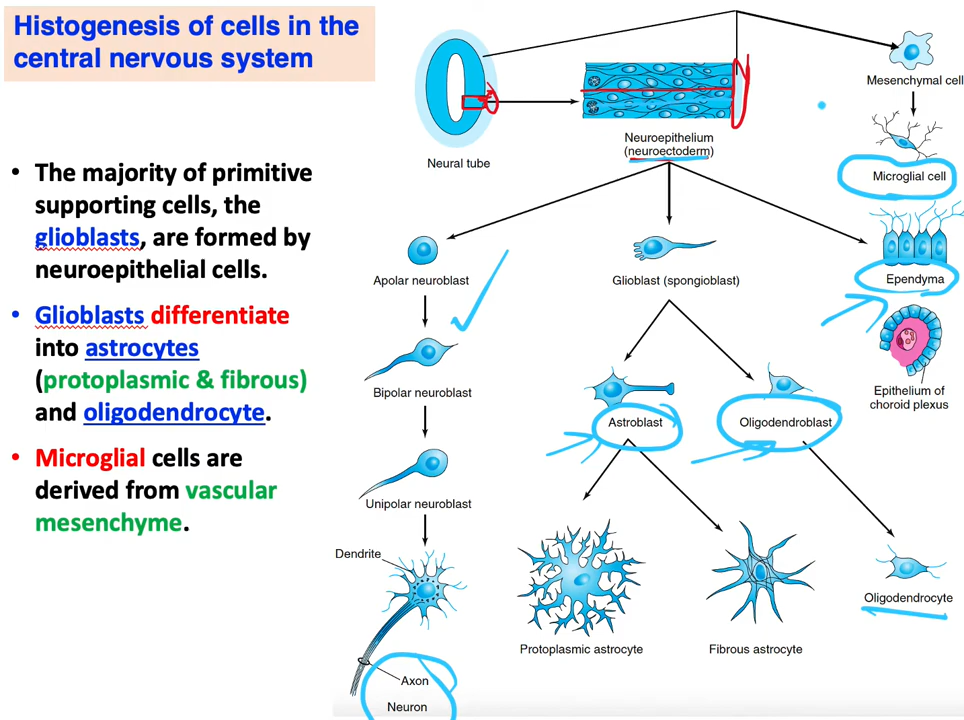 Histogenesis of cells in the
central nervous system
• The majority of primitive
supporting cells, the
glioblasts, are formed by
neuroepithelial cells.
• Glioblasts differentiate
into astrocytes
(protoplasmic & fibrous)
and oligodendrocyte.
• Microglial cells are
derived from vascular
mesenchyme.
Neural tube
Neuroepithelium
(neuroectoderm)
Mesenchymal cell
Microglial cell
Ependyma
Epithelium of
choroid plexus
Apolar neuroblast
Bipolar neuroblast
Unipolar neuroblast
Dendrite
Axon
Neuron
Glioblast (spongioblast)
Astroblast
Oligodendroblast
Protoplasmic astrocyte
Fibrous astrocyte
Oligodendrocyte